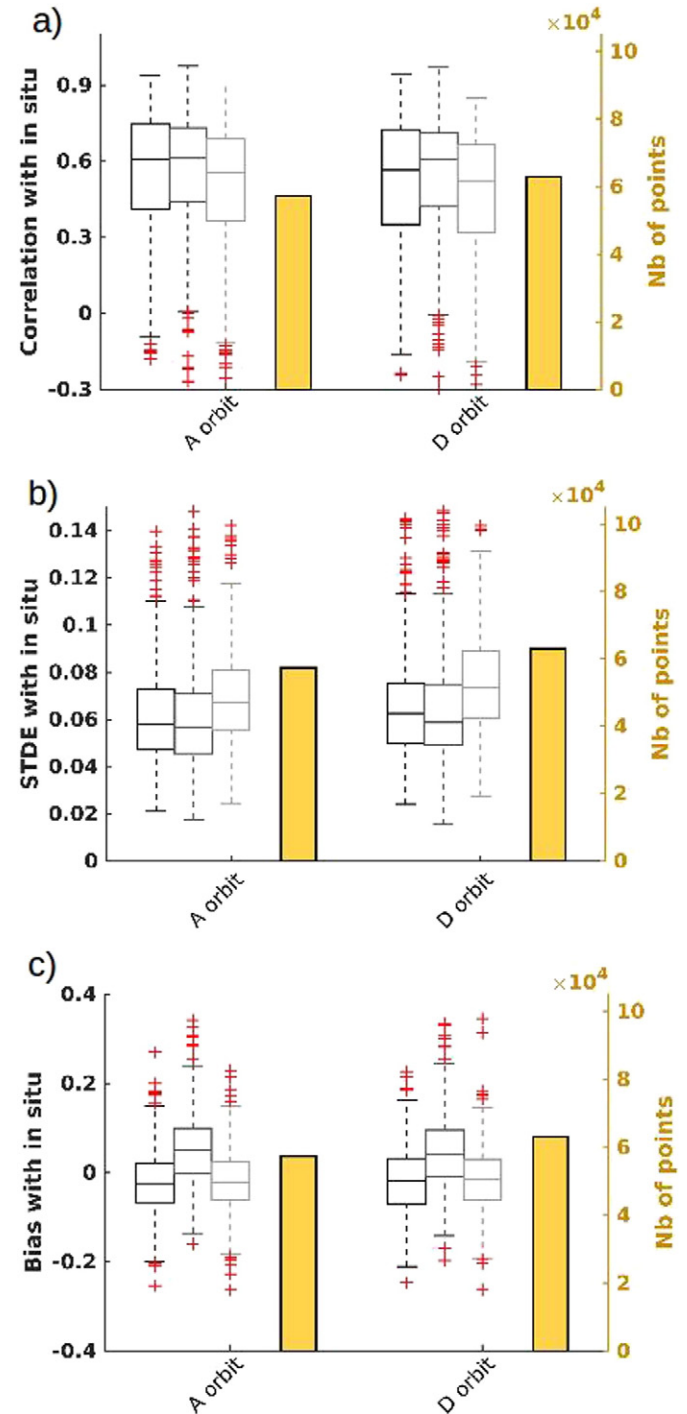 a)
×10⁴
Correlation with in situ
0.9
0.6
0.3
0
-0.3
10
8
6
4
2
0
Nb of points
A orbit
D orbit
b)
×10⁴
STDE with in situ
0.14
0.12
0.1
0.08
0.06
0.04
0.02
0
10
8
6
4
2
0
Nb of points
A orbit
D orbit
c)
×10⁴
Bias with in situ
0.4
0.2
0
-0.2
-0.4
10
8
6
4
2
0
Nb of points
A orbit
D orbit